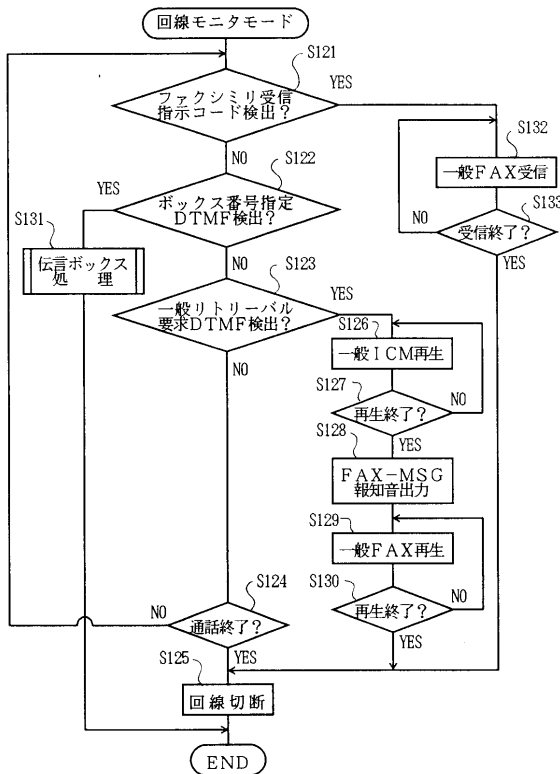 回線モニタモード
S121
ファクシミリ受信
指示コード検出？
YES
NO
S132
一般ＦＡＸ受信
S133
受信終了？
NO
YES
S122
ボックス番号指定
ＤＴＭＦ検出？
YES
NO
S131
伝言ボックス
処　　理
S123
一般リトリーバル
要求ＤＴＭＦ検出？
YES
NO
S126
一般ＩＣＭ再生
S127
再生終了？
NO
YES
S128
ＦＡＸ－ＭＳＧ
報知音出力
S129
一般ＦＡＸ再生
S130
再生終了？
NO
YES
S124
通話終了？
NO
YES
S125
回線切断
END